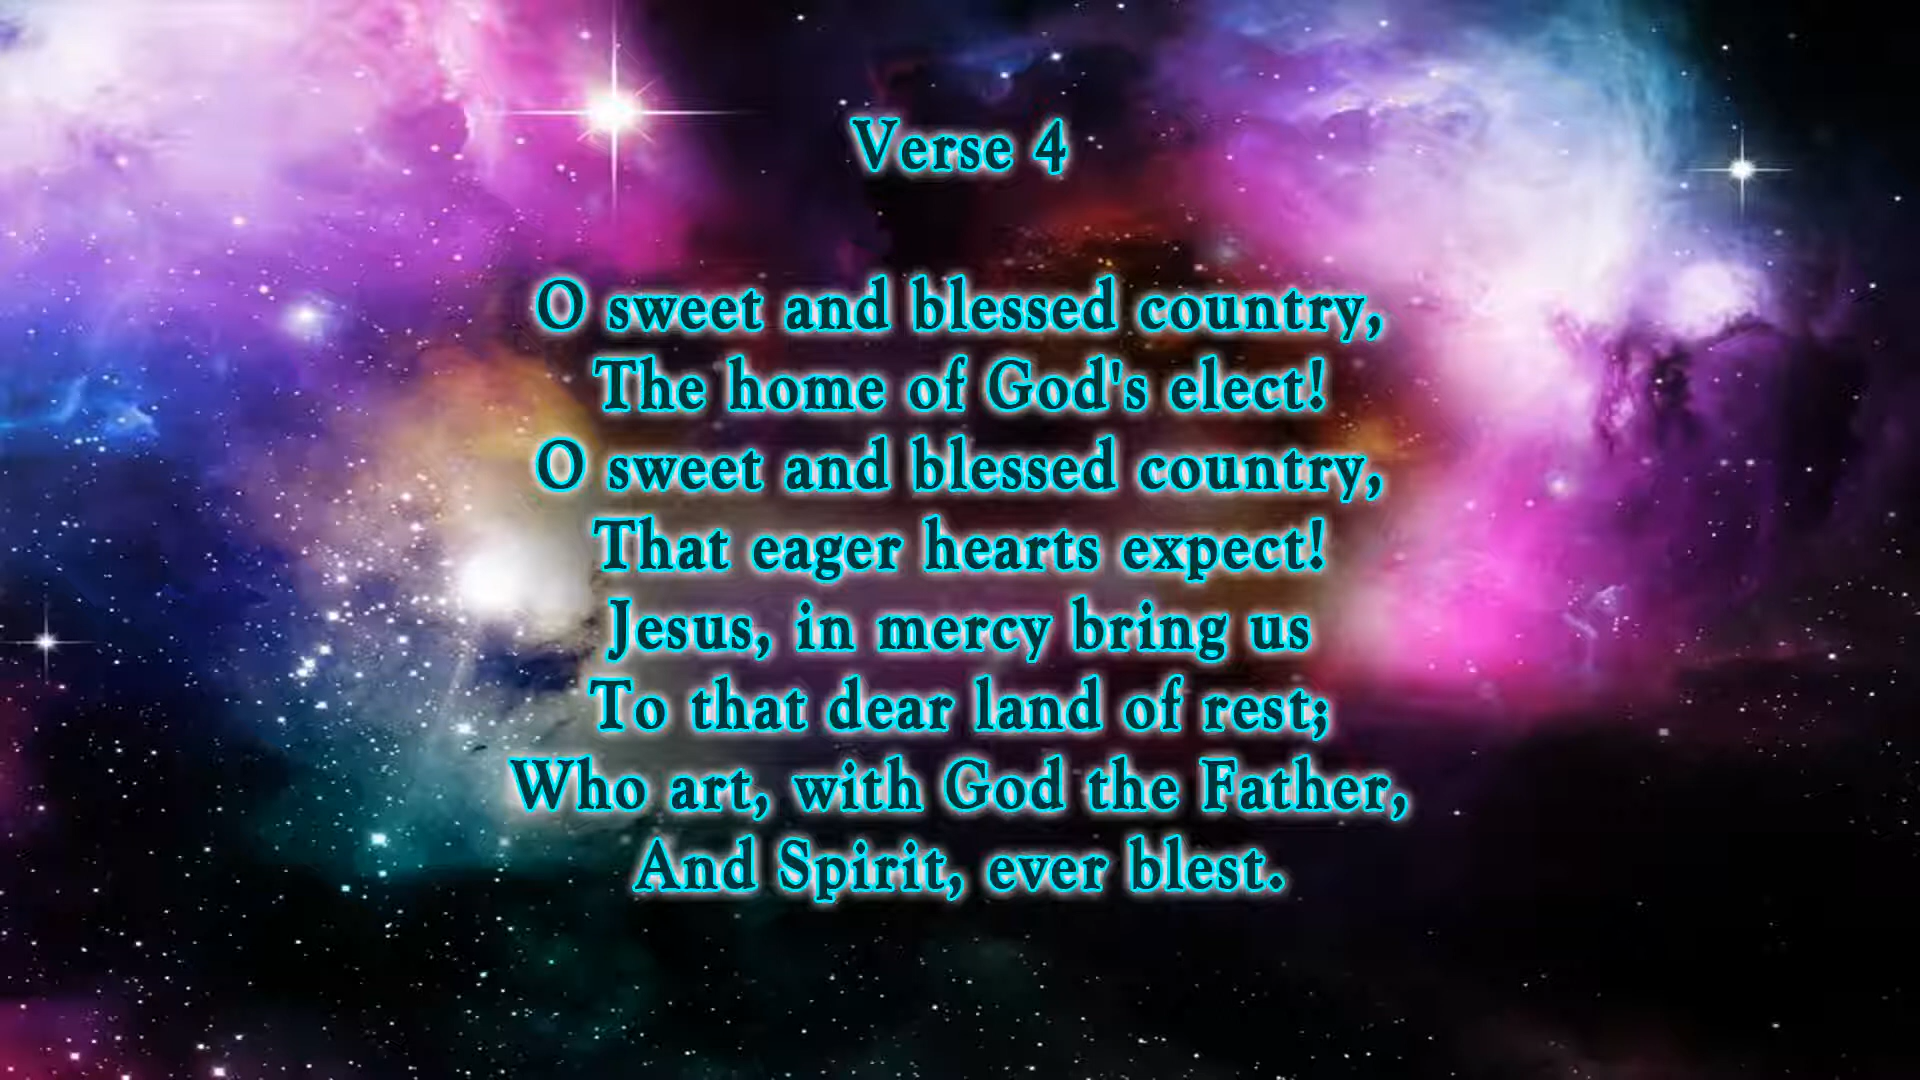 Verse 4
O sweet and blessed country,
The home of God's elect!
O sweet and blessed country,
That eager hearts expect!
Jesus, in mercy bring us
To that dear land of rest;
Who art, with God the Father,
And Spirit, ever blest.